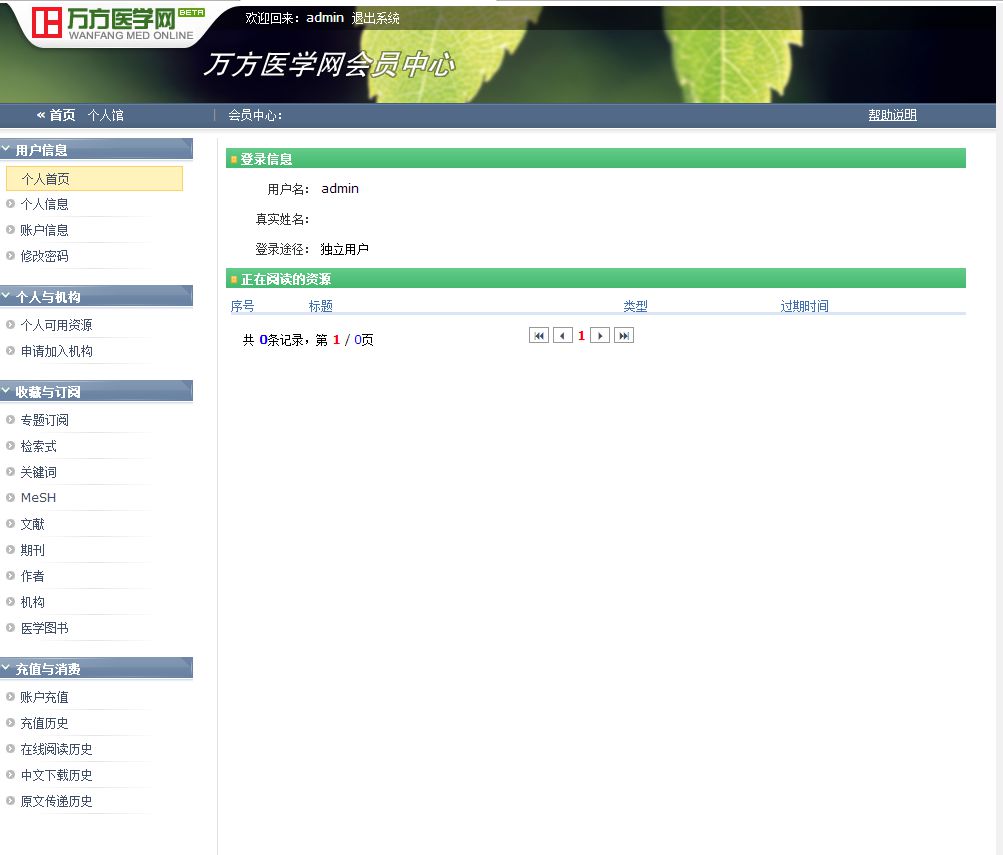 万方医学网 BETA
WANFANG MED ONLINE
欢迎回来：admin 退出系统
万方医学网会员中心
« 首页 个人馆 | 会员中心： 帮助说明
用户信息
个人首页
个人信息
账户信息
修改密码
个人与机构
个人可用资源
申请加入机构
收藏与订阅
专题订阅
检索式
关键词
MeSH
文献
期刊
作者
机构
医学图书
充值与消费
账户充值
充值历史
在线阅读历史
中文下载历史
原文传递历史
登录信息
用户名： admin
真实姓名：
登录途径： 独立用户
正在阅读的资源
序号 标题 类型 过期时间
共 0条记录，第 1 / 0页 1